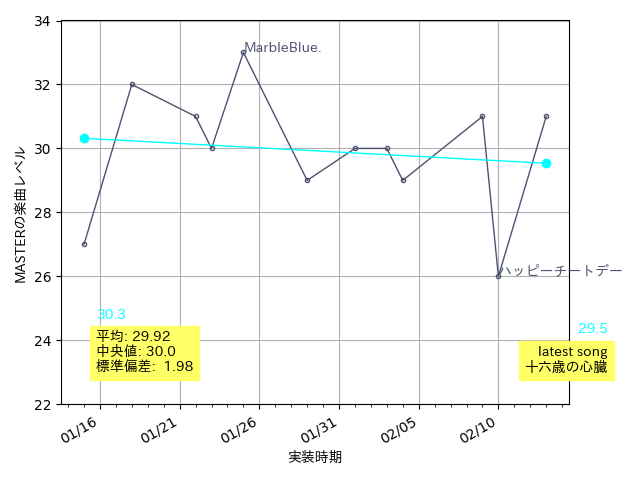 34
32
30
28
26
24
22
MASTERの楽曲レベル
MarbleBlue.
ハッピーチートデー
30.3
平均: 29.92
中央値: 30.0
標準偏差: 1.98
29.5
latest song
十六歳の心臓
01/16
01/21
01/26
01/31
02/05
02/10
実装時期